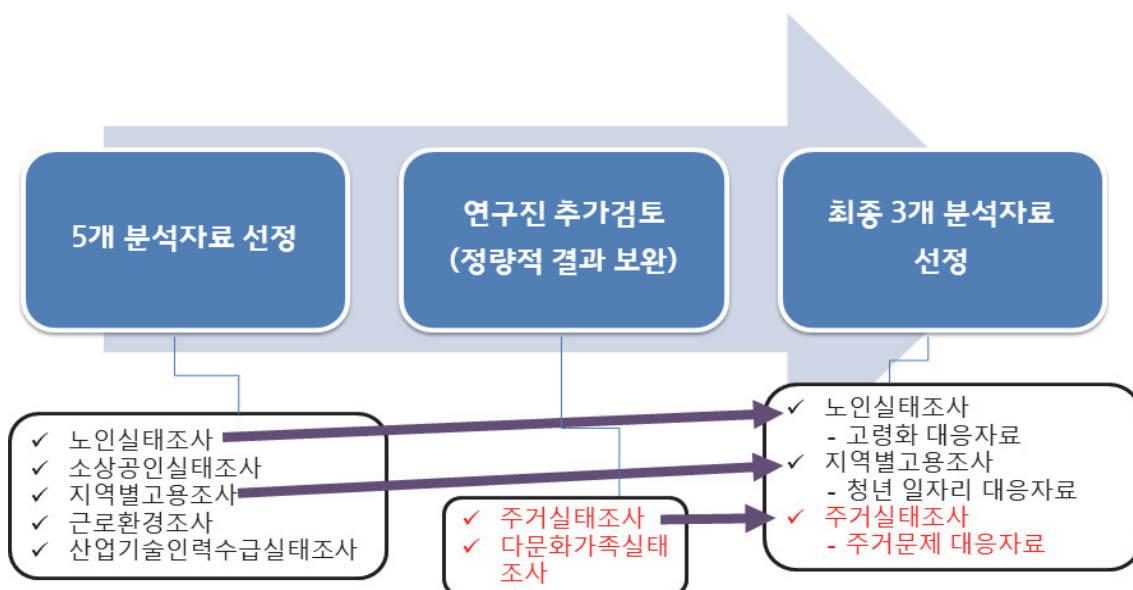 5개 분석자료 선정
연구진 추가검토
(정량적 결과 보완)
최종 3개 분석자료
선정
✓ 노인실태조사
✓ 소상공인실태조사
✓ 지역별고용조사
✓ 근로환경조사
✓ 산업기술인력수급실태조사
✓ 주거실태조사
✓ 다문화가족실태
조사
✓ 노인실태조사
- 고령화 대응자료
✓ 지역별고용조사
- 청년 일자리 대응자료
✓ 주거실태조사
- 주거문제 대응자료